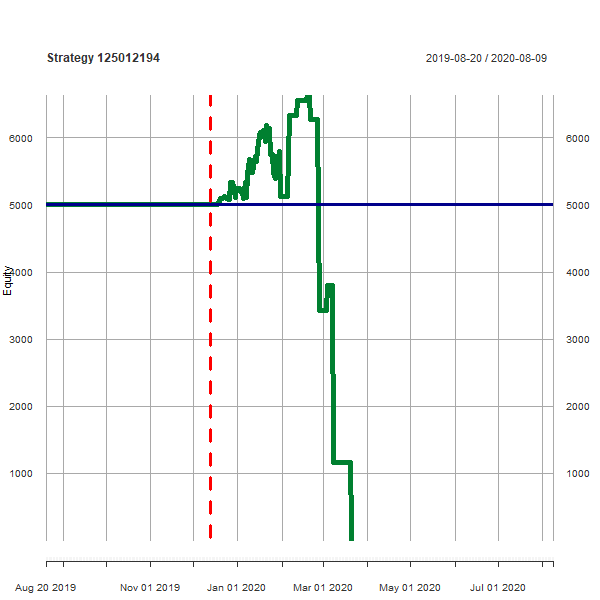 Strategy 125012194
2019-08-20 / 2020-08-09
6000
6000
5000
5000
4000
4000
3000
3000
2000
2000
1000
1000
Equity
Aug 20 2019
Nov 01 2019
Jan 01 2020
Mar 01 2020
May 01 2020
Jul 01 2020